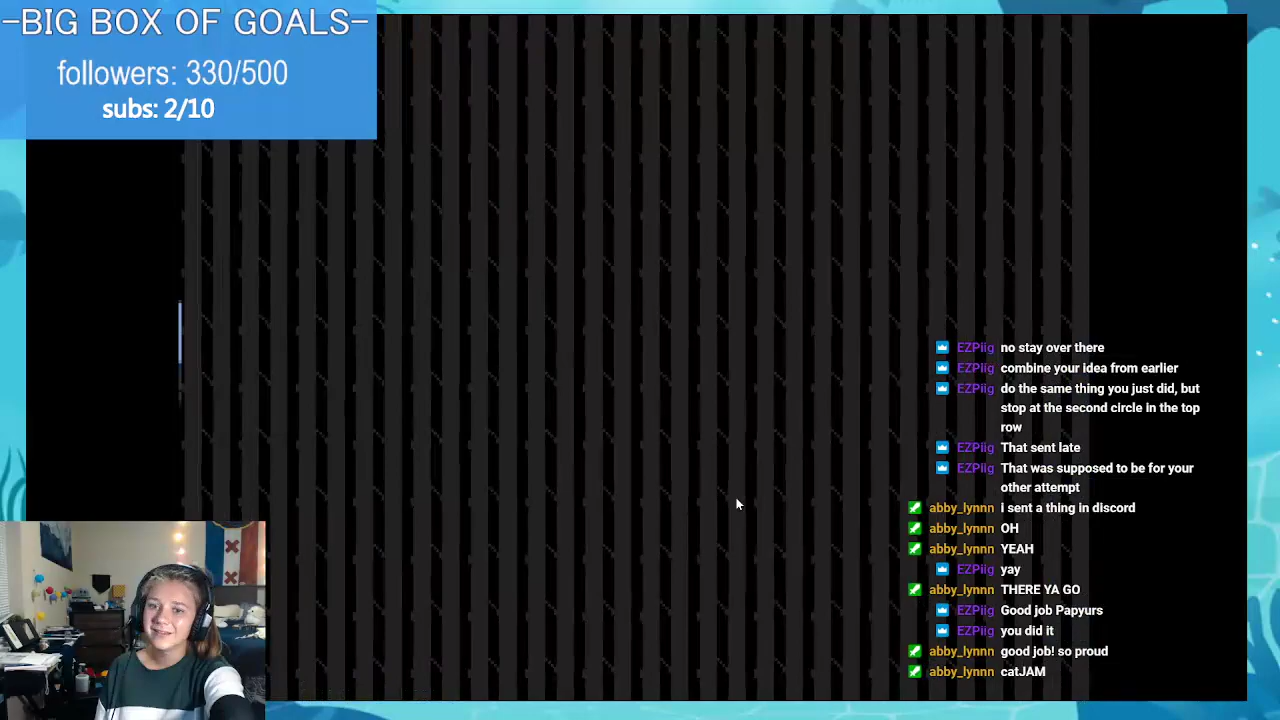 -BIG BOX OF GOALS-
followers: 330/500
subs: 2/10
EZPiig no stay over there
EZPiig combine your idea from earlier
EZPiig do the same thing you just did, but
stop at the second circle in the top
row
EZPiig That sent late
EZPiig That was supposed to be for your
other attempt
abby_lynnn i sent a thing in discord
abby_lynnn OH
abby_lynnn YEAH
EZPiig yay
abby_lynnn THERE YA GO
EZPiig Good job Papyurs
EZPiig you did it
abby_lynnn good job! so proud
abby_lynnn catJAM